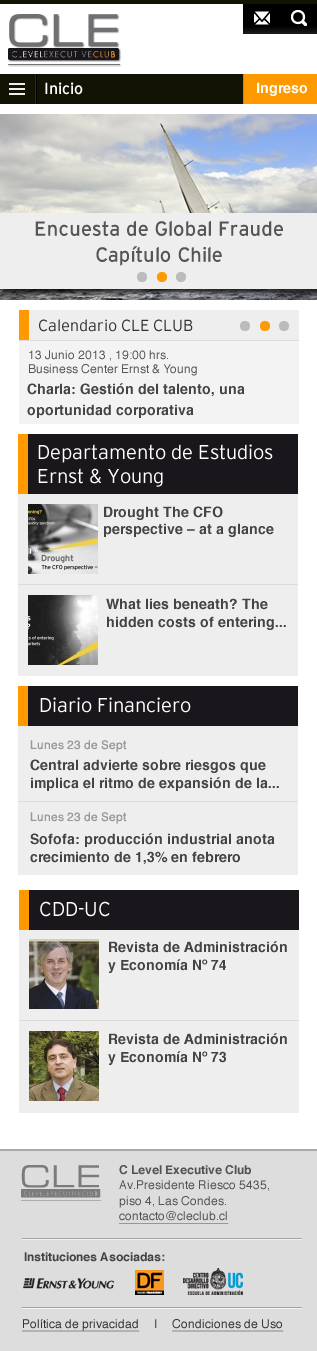 CLE
CLEVELEXECUTIVECLUB
Inicio
Ingreso
Encuesta de Global Fraude
Capítulo Chile
Calendario CLE CLUB
13 Junio 2013 , 19:00 hrs.
Business Center Ernst & Young
Charla: Gestión del talento, una
oportunidad corporativa
Departamento de Estudios
Ernst & Young
Drought
The CFO perspective –
Drought The CFO
perspective – at a glance
What lies beneath? The
hidden costs of entering...
Diario Financiero
Lunes 23 de Sept
Central advierte sobre riesgos que
implica el ritmo de expansión de la...
Lunes 23 de Sept
Sofofa: producción industrial anota
crecimiento de 1,3% en febrero
CDD-UC
Revista de Administración
y Economía Nº 74
Revista de Administración
y Economía Nº 73
CLE
CLEVELEXECUTIVECLUB
C Level Executive Club
Av.Presidente Riesco 5435,
piso 4, Las Condes.
contacto@cleclub.cl
Instituciones Asociadas:
ERNST & YOUNG
DF
CENTRO
DESARROLLO
DIRECTIVO
UC
ESCUELA DE ADMINISTRACIÓN
Política de privacidad | Condiciones de Uso